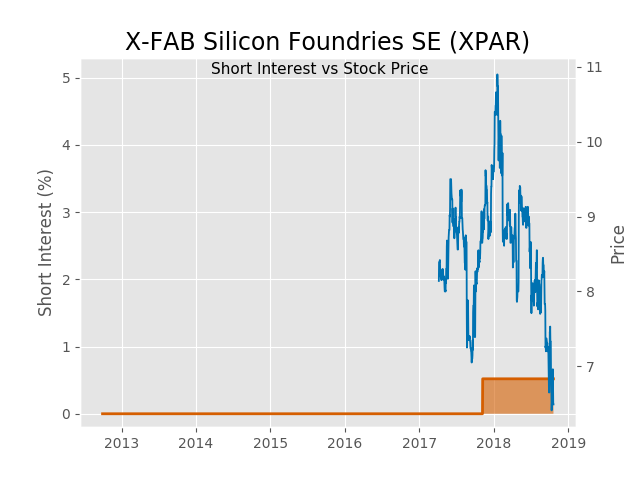 X-FAB Silicon Foundries SE (XPAR)
Short Interest vs Stock Price
Short Interest (%)
5
4
3
2
1
0
11
10
9
8
7
Price
2013 2014 2015 2016 2017 2018 2019